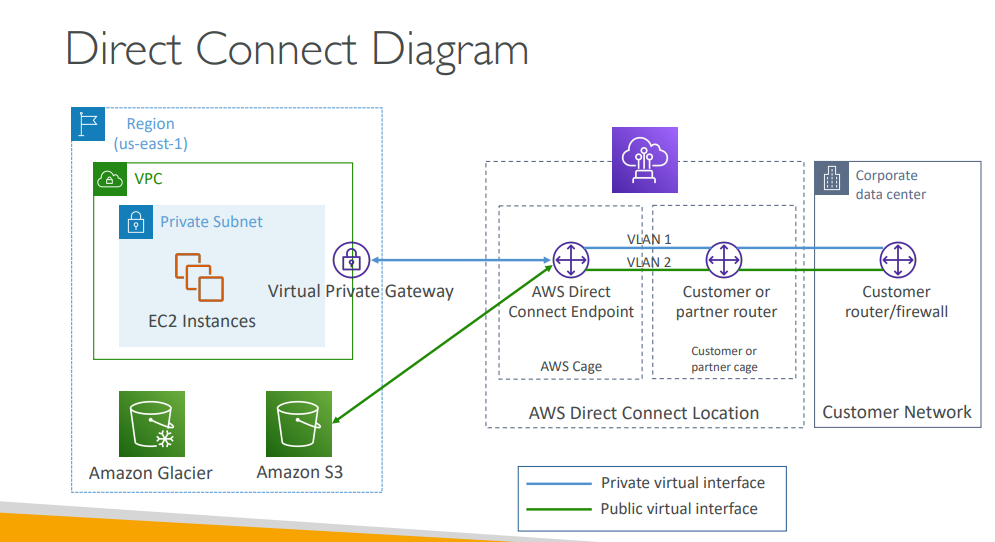 Direct Connect Diagram
Region
(us-east-1)
VPC
Private Subnet
EC2 Instances
Virtual Private Gateway
Amazon Glacier
Amazon S3
VLAN 1
VLAN 2
AWS Direct
Connect Endpoint
AWS Cage
Customer or
partner router
Customer or
partner cage
AWS Direct Connect Location
Corporate
data center
Customer
router/firewall
Customer Network
Private virtual interface
Public virtual interface